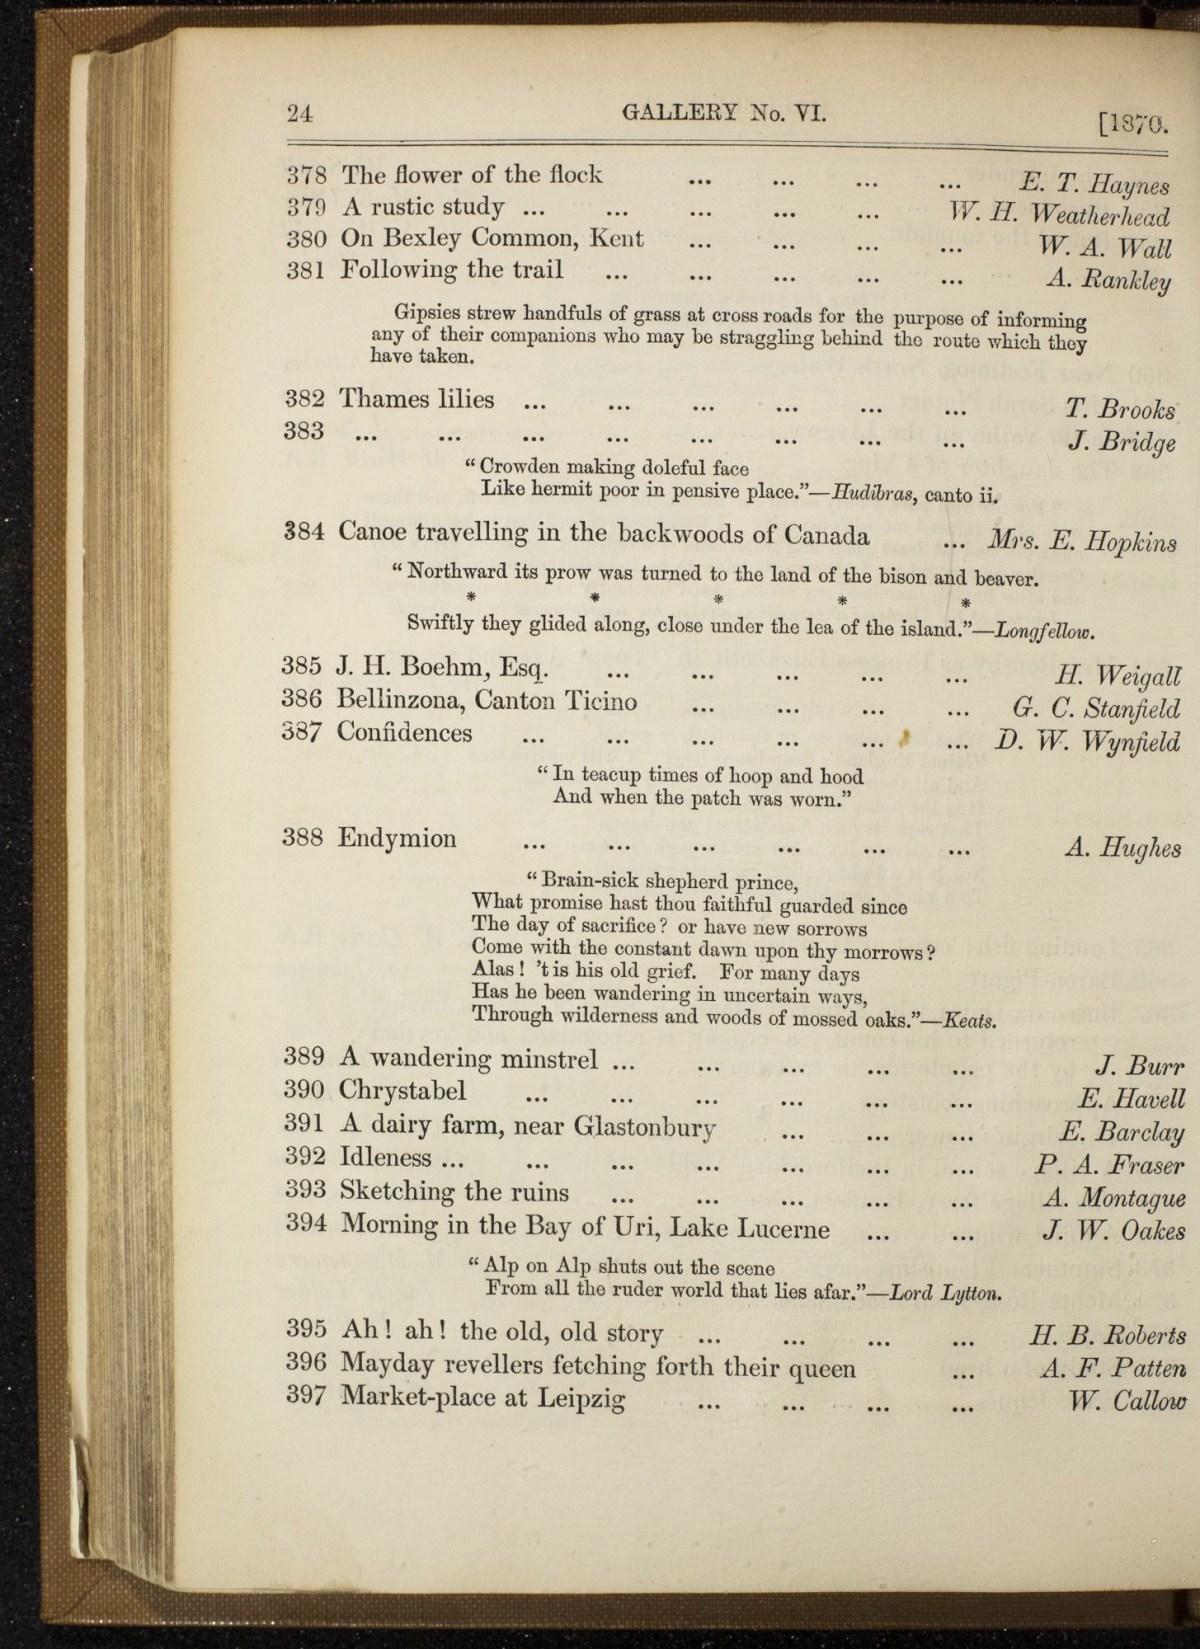 24 GALLERY No. VI. [1870.
378 The flower of the flock ... ... ... ... E. T. Haynes
379 A rustic study ... ... ... ... ... W. H. Weatherhead
380 On Bexley Common, Kent ... ... ... ... W. A. Wall
381 Following the trail ... ... ... ... ... A. Rankley
Gipsies strew handfuls of grass at cross roads for the purpose of informing
any of their companions who may be straggling behind the route which they
have taken.
382 Thames lilies ... ... ... ... ... ... T. Brooks
383 ... ... ... ... ... ... ... ... J. Bridge
“Crowden making doleful face
Like hermit poor in pensive place.”—Hudibras, canto ii.
384 Canoe travelling in the backwoods of Canada ... Mrs. E. Hopkins
“Northward its prow was turned to the land of the bison and beaver.
* * * * *
Swiftly they glided along, close under the lea of the island.”—Longfellow.
385 J. H. Boehm, Esq. ... ... ... ... ... H. Weigall
386 Bellinzona, Canton Ticino ... ... ... ... G. C. Stanfield
387 Confidences ... ... ... ... ... ... D. W. Wynfield
“In teacup times of hoop and hood
And when the patch was worn.”
388 Endymion ... ... ... ... ... ... A. Hughes
“Brain-sick shepherd prince,
What promise hast thou faithful guarded since
The day of sacrifice? or have new sorrows
Come with the constant dawn upon thy morrows?
Alas! 'tis his old grief. For many days
Has he been wandering in uncertain ways,
Through wilderness and woods of mossed oaks.”—Keats.
389 A wandering minstrel ... ... ... ... ... J. Burr
390 Chrystabel ... ... ... ... ... ... E. Havell
391 A dairy farm, near Glastonbury ... ... ... E. Barclay
392 Idleness ... ... ... ... ... ... ... P. A. Fraser
393 Sketching the ruins ... ... ... ... ... A. Montague
394 Morning in the Bay of Uri, Lake Lucerne ... ... J. W. Oakes
“Alp on Alp shuts out the scene
From all the ruder world that lies afar.”—Lord Lytton.
395 Ah! ah! the old, old story ... ... ... ... H. B. Roberts
396 Mayday revellers fetching forth their queen ... A. F. Patten
397 Market-place at Leipzig ... ... ... ... W. Callow